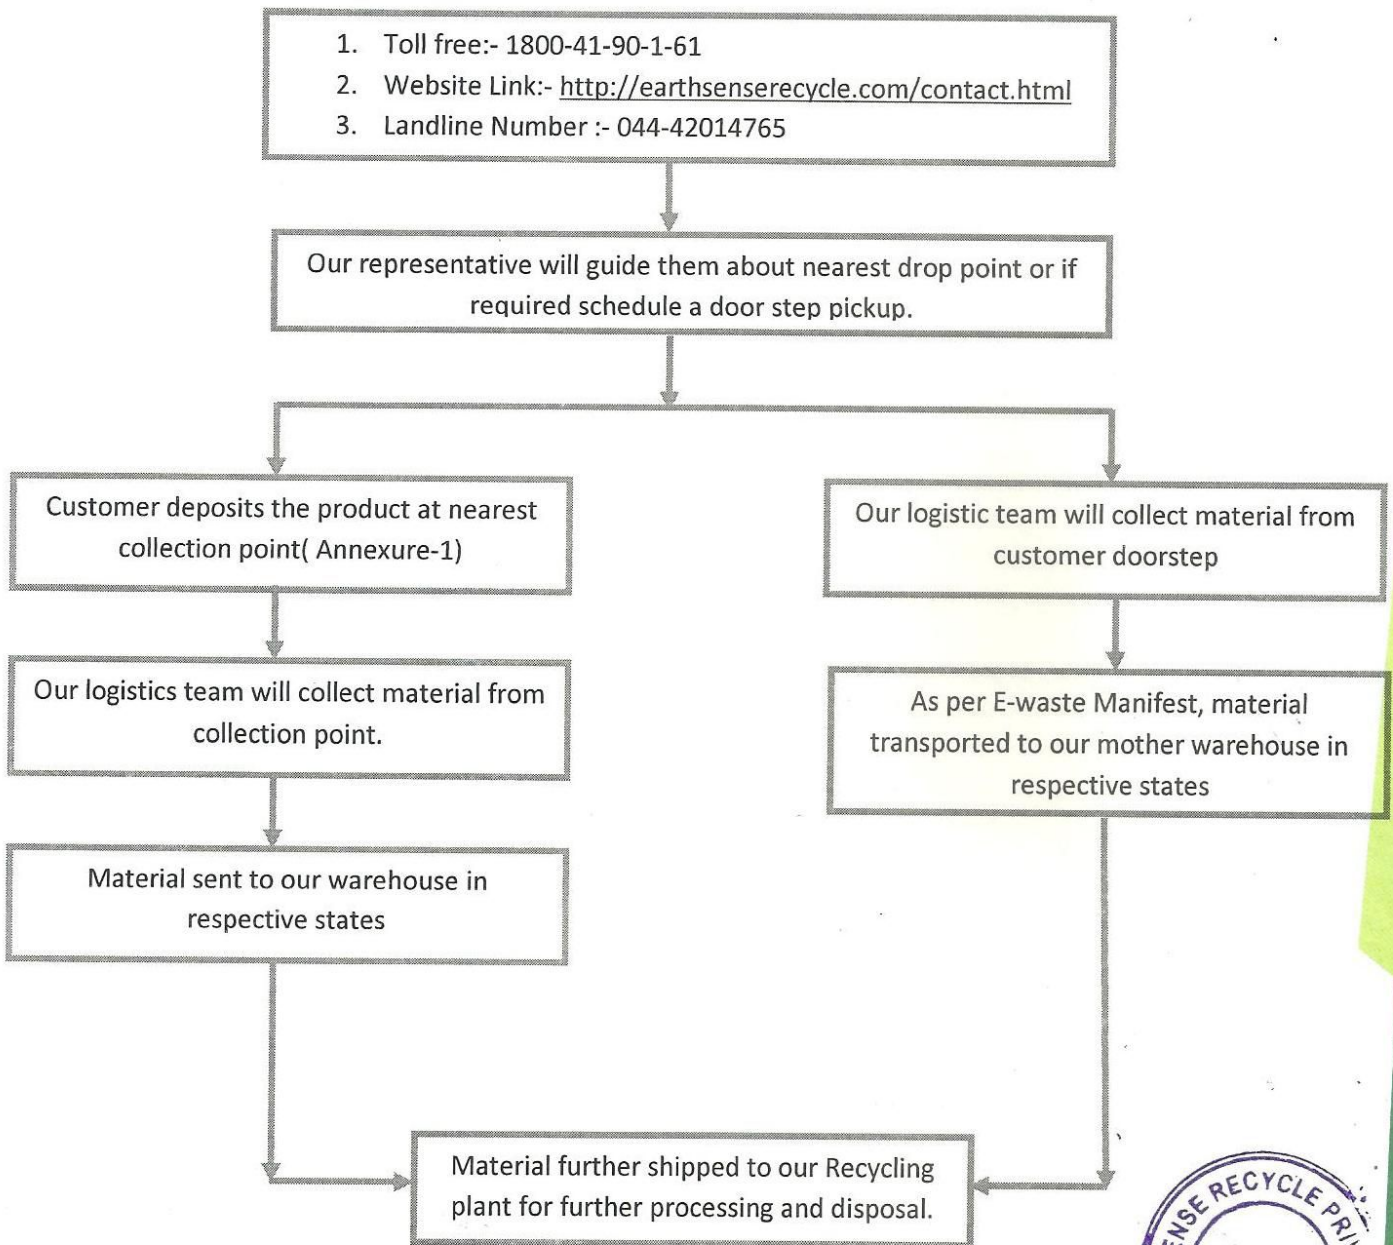 1. Toll free:- 1800-41-90-1-61
2. Website Link:- http://earthsenserecycle.com/contact.html
3. Landline Number :- 044-42014765
Our representative will guide them about nearest drop point or if
required schedule a door step pickup.
Customer deposits the product at nearest
collection point( Annexure-1)
Our logistics team will collect material from
collection point.
Material sent to our warehouse in
respective states
Our logistic team will collect material from
customer doorstep
As per E-waste Manifest, material
transported to our mother warehouse in
respective states
Material further shipped to our Recycling
plant for further processing and disposal.
RECYCLE